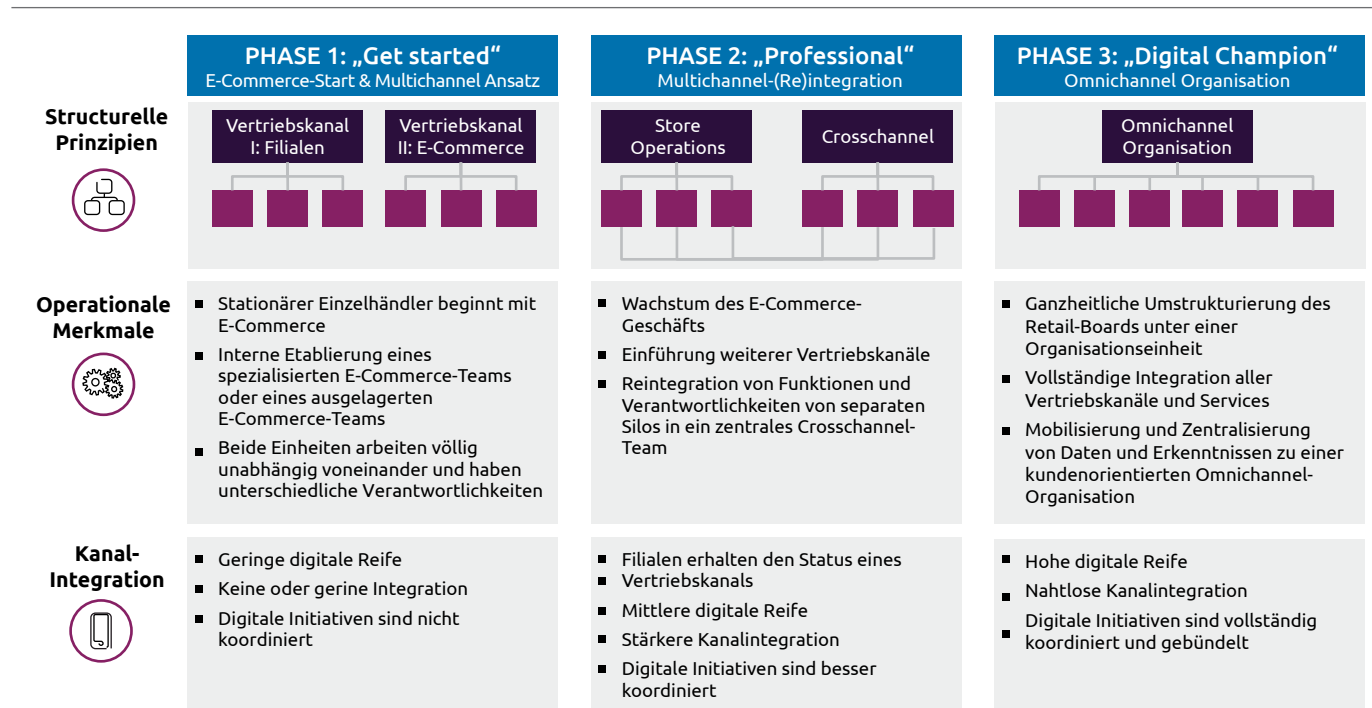 PHASE 1: „Get started“
E-Commerce-Start & Multichannel Ansatz
PHASE 2: „Professional“
Multichannel-(Re)integration
PHASE 3: „Digital Champion“
Omnichannel Organisation
Structurelle
Prinzipien
Vertriebskanal
I: Filialen
Vertriebskanal
II: E-Commerce
Store
Operations
Crosschannel
Omnichannel
Organisation
Operationale
Merkmale
Stationärer Einzelhändler beginnt mit
E-Commerce
Interne Etablierung eines
spezialisierten E-Commerce-Teams
oder eines ausgelagerten
E-Commerce-Teams
Beide Einheiten arbeiten völlig
unabhängig voneinander und haben
unterschiedliche Verantwortlichkeiten
Wachstum des E-Commerce-
Geschäfts
Einführung weiterer Vertriebskanäle
Reintegration von Funktionen und
Verantwortlichkeiten von separaten
Silos in ein zentrales Crosschannel-
Team
Ganzheitliche Umstrukturierung des
Retail-Boards unter einer
Organisationseinheit
Vollständige Integration aller
Vertriebskanäle und Services
Mobilisierung und Zentralisierung
von Daten und Erkenntnissen zu einer
kundenorientierten Omnichannel-
Organisation
Kanal-
Integration
Geringe digitale Reife
Keine oder gerine Integration
Digitale Initiativen sind nicht
koordiniert
Filialen erhalten den Status eines
Vertriebskanals
Mittlere digitale Reife
Stärkere Kanalintegration
Digitale Initiativen sind besser
koordiniert
Hohe digitale Reife
Nahtlose Kanalintegration
Digitale Initiativen sind vollständig
koordiniert und gebündelt